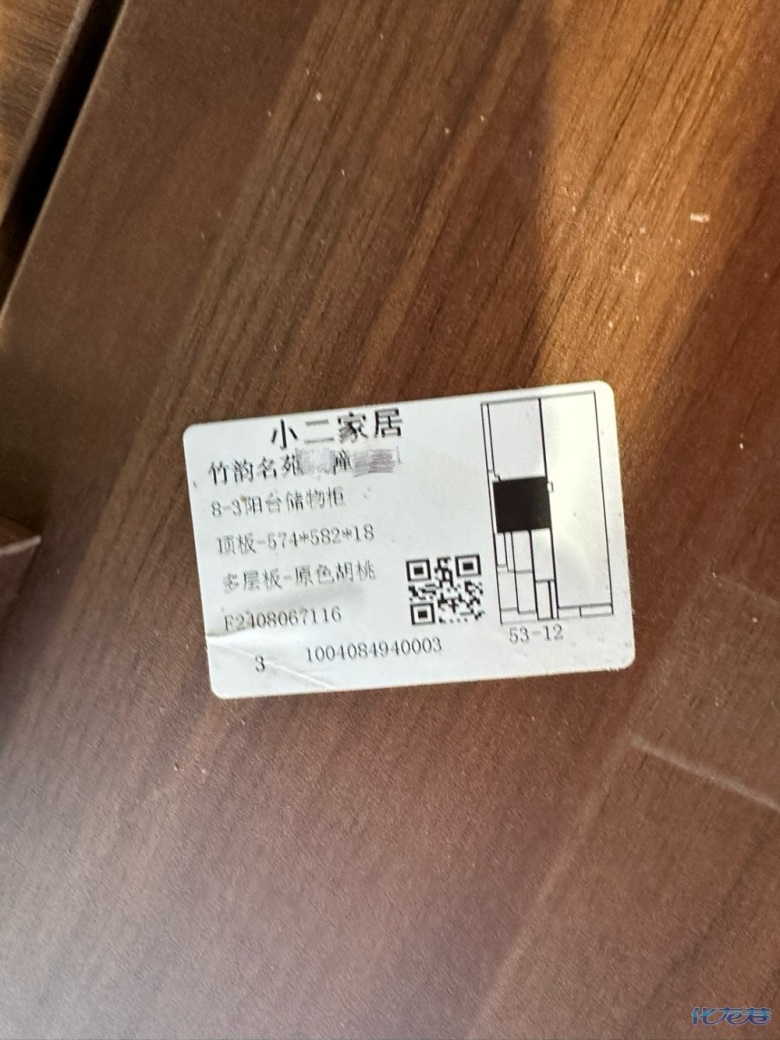 小二家居
竹韵名苑 幢
8-3阳台储物柜
顶板-574*582*18
多层板-原色胡桃
F2408067116
3 1004084940003
53-12
化龙巷